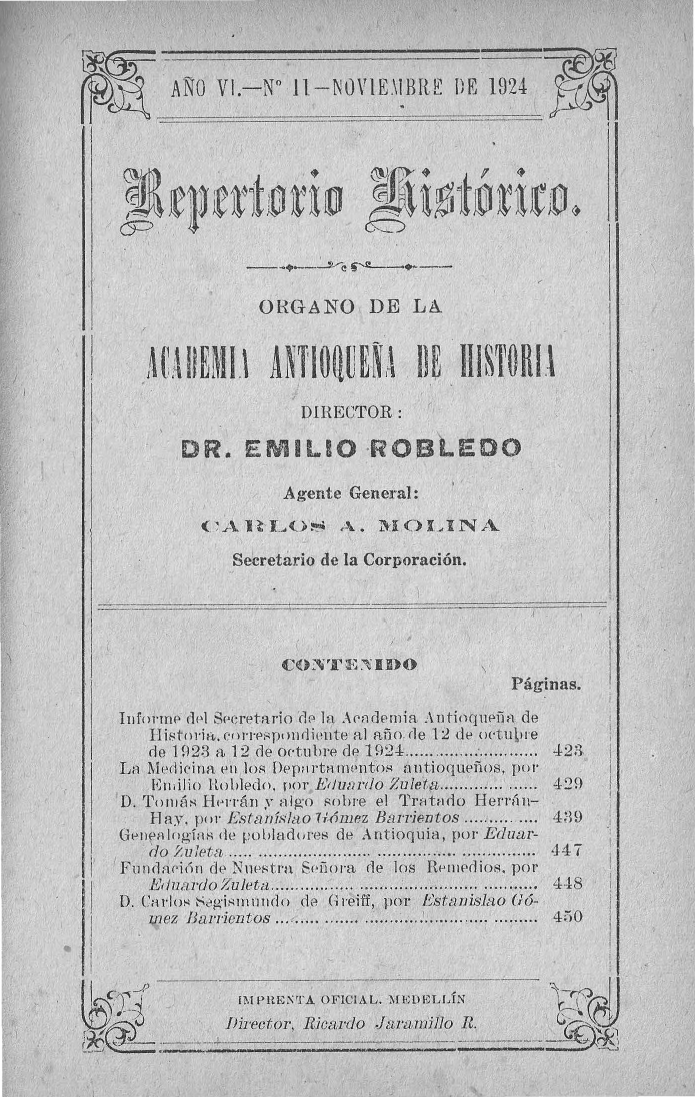 AÑO VI.—N° 11—NOVIEMBRE DE 1924
Repertorio Histórico.
ORGANO DE LA
ACADEMIA ANTIOQUEÑA DE HISTORIA
DIRECTOR:
DR. EMILIO ROBLEDO
Agente General:
CARLOS A. MOLINA
Secretario de la Corporación.
CONTENIDO
Páginas.
Informe del Secretario de la Academia Antioqueña de
Historia, correspondiente al año de 12 de octubre
de 1923 a 12 de octubre de 1924.......................... 423
La Medicina en los Departamentos antioqueños, por
Emilio Robledo, por Eduardo Zuleta.................... 429
D. Tomás Herrán y algo sobre el Tratado Herrán-
Hay, por Estanislao Gómez Barrientos .............. 439
Genealogías de pobladores de Antioquia, por Eduar-
do Zuleta ............................................................ 447
Fundación de Nuestra Señora de los Remedios, por
Eduardo Zuleta.................................................... 448
D. Carlos Segismundo de Greiff, por Estanislao Gó-
mez Barrientos .................................................... 450
IMPRENTA OFICIAL. MEDELLÍN
Director, Ricardo Jaramillo R.